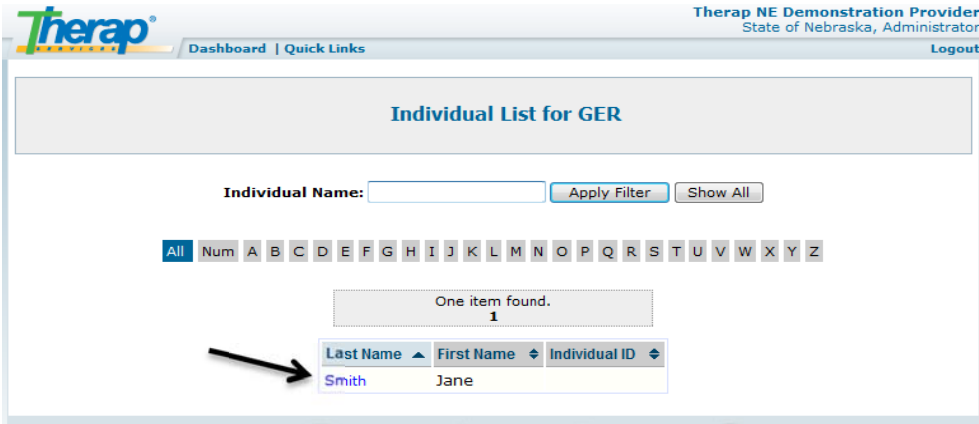 Therap®
SERVICES
Therap NE Demonstration Provider
State of Nebraska, Administrator
Dashboard | Quick Links
Logout
Individual List for GER
Individual Name: Apply Filter Show All
All Num A B C D E F G H I J K L M N O P Q R S T U V W X Y Z
One item found.
1
Last Name First Name Individual ID
Smith Jane